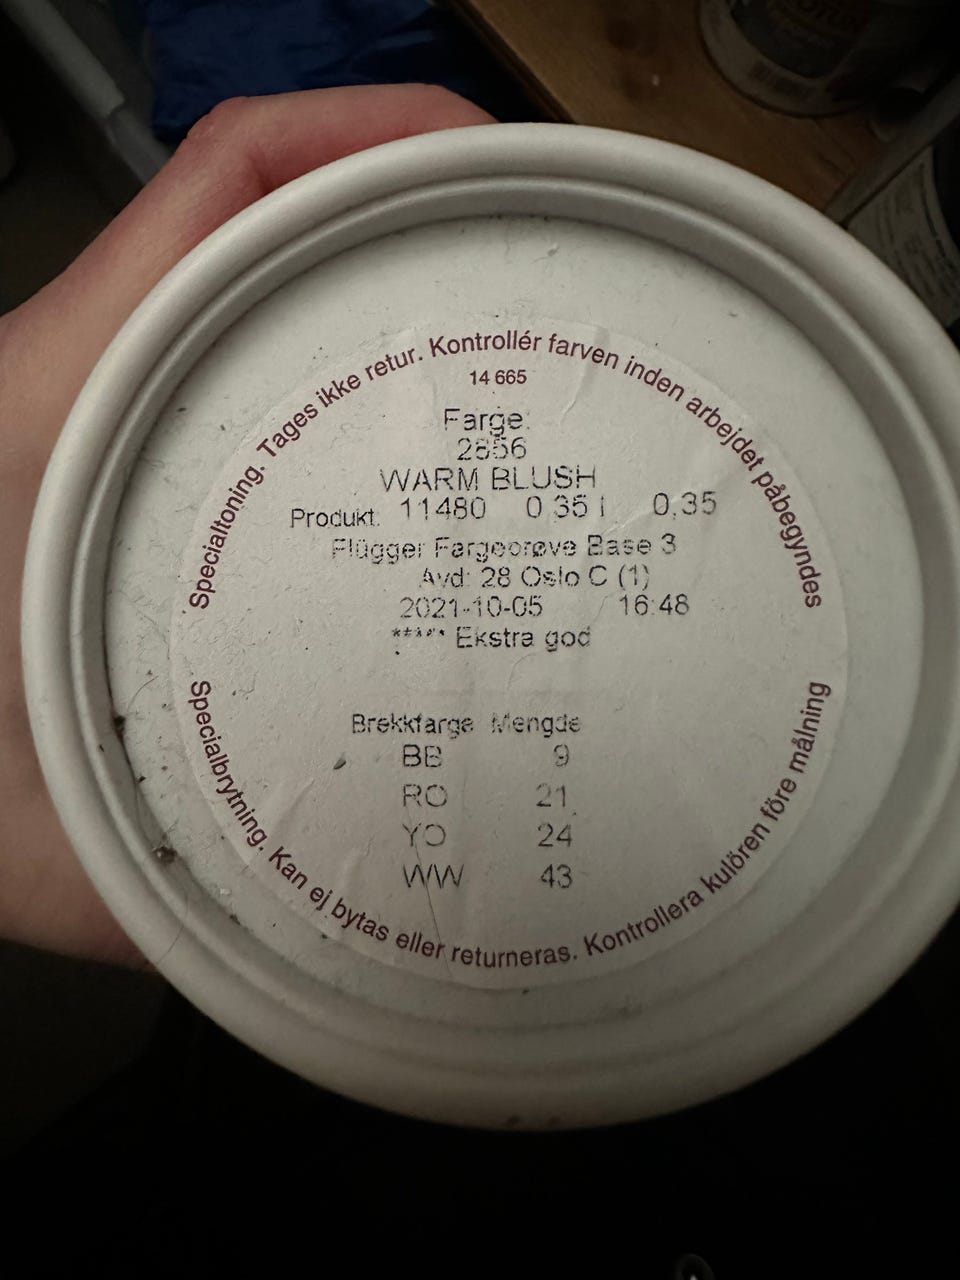 Specialtoning. Tages ikke retur. Kontrollér farven inden arbejdet påbegyndes
14 665
Farge:
2856
WARM BLUSH
Produkt: 11480 0,35 l 0,35
Flügger Fargeprøve Base 3
Avd: 28 Oslo C (1)
2021-10-05 16:48
***** Ekstra god
Brekkfarge Mengde
BB 9
RO 21
YO 24
WW 43
Specialbrytning. Kan ej bytas eller returneras. Kontrollera kulören före målning